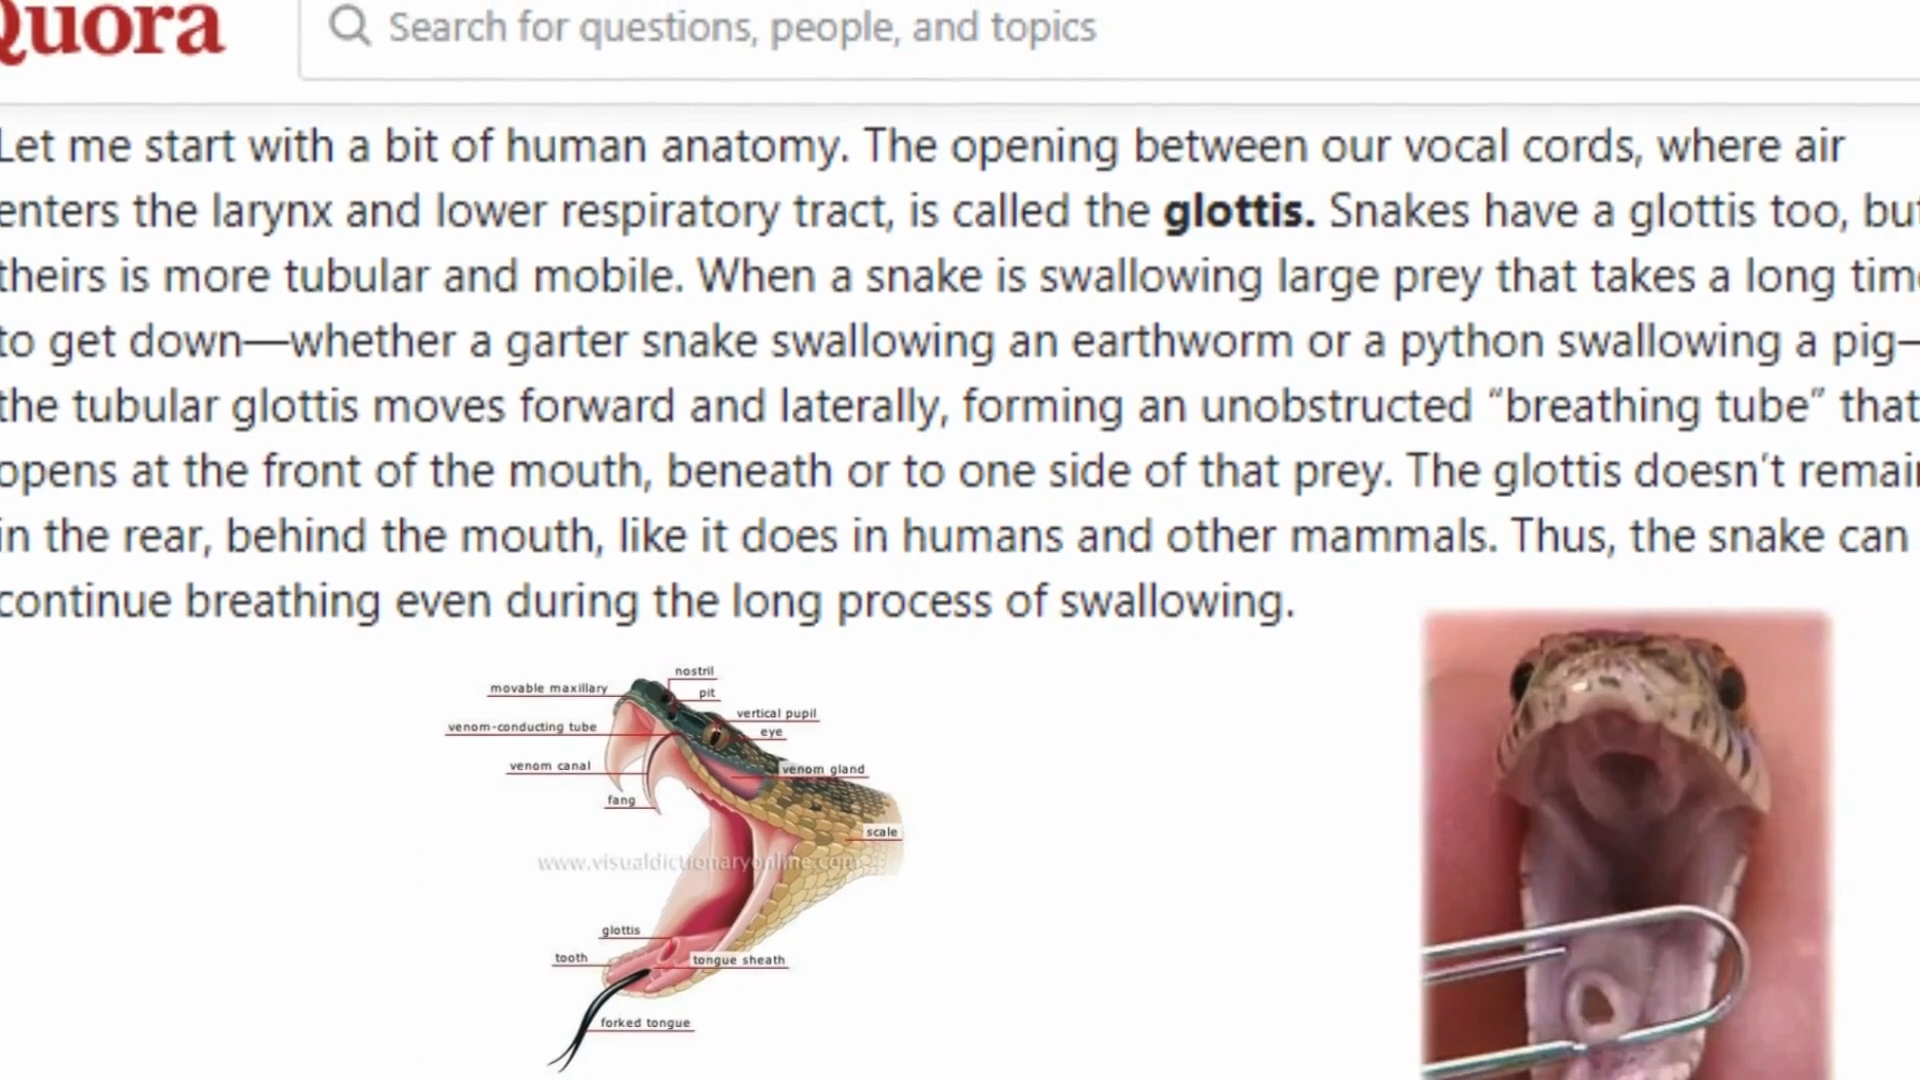 Quora
Search for questions, people, and topics
Let me start with a bit of human anatomy. The opening between our vocal cords, where air
enters the larynx and lower respiratory tract, is called the glottis. Snakes have a glottis too, but
theirs is more tubular and mobile. When a snake is swallowing large prey that takes a long time
to get down—whether a garter snake swallowing an earthworm or a python swallowing a pig—
the tubular glottis moves forward and laterally, forming an unobstructed “breathing tube” that
opens at the front of the mouth, beneath or to one side of that prey. The glottis doesn’t remain
in the rear, behind the mouth, like it does in humans and other mammals. Thus, the snake can
continue breathing even during the long process of swallowing.
nostril
movable maxillary
pit
vertical pupil
venom-conducting tube
eye
venom canal
venom gland
fang
scale
www.visualdictionaryonline.com
glottis
tooth
tongue sheath
forked tongue